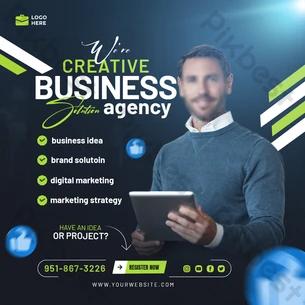 LOGO
HERE
We're
CREATIVE
BUSINESS
Solution agency
business idea
brand solutoin
digital marketing
marketing strategy
HAVE AN IDEA
OR PROJECT?
951-867-3226
REGISTER NOW
WWW.YOURWEBSITE.COM